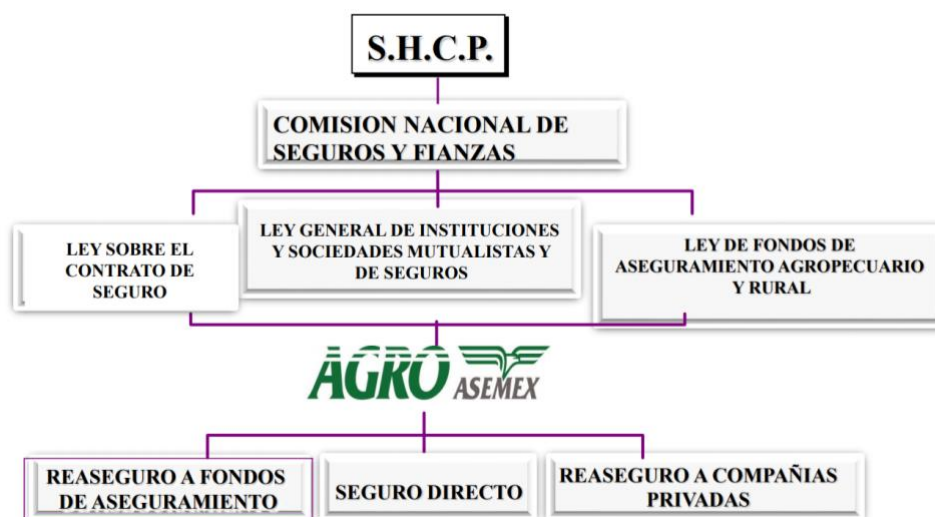 S.H.C.P.
COMISION NACIONAL DE
SEGUROS Y FIANZAS
LEY SOBRE EL
CONTRATO DE
SEGURO
LEY GENERAL DE INSTITUCIONES
Y SOCIEDADES MUTUALISTAS Y
DE SEGUROS
LEY DE FONDOS DE
ASEGURAMIENTO AGROPECUARIO
Y RURAL
AGRO ASEMEX
REASEGURO A FONDOS
DE ASEGURAMIENTO
SEGURO DIRECTO
REASEGURO A COMPAÑIAS
PRIVADAS